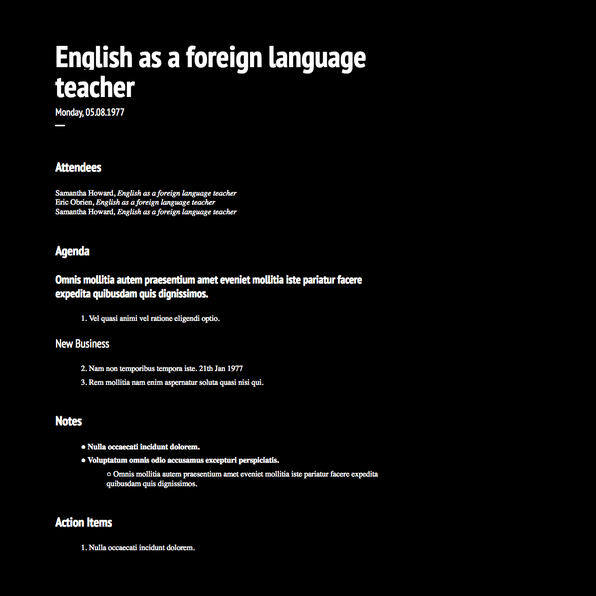 English as a foreign language
teacher
Monday, 05.08.1977
Attendees
Samantha Howard, English as a foreign language teacher
Eric Obrien, English as a foreign language teacher
Samantha Howard, English as a foreign language teacher
Agenda
Omnis mollitia autem praesentium amet eveniet mollitia iste pariatur facere
expedita quibusdam quis dignissimos.
1. Vel quasi animi vel ratione eligendi optio.
New Business
2. Nam non temporibus tempora iste. 21th Jan 1977
3. Rem mollitia nam enim aspernatur soluta quasi nisi qui.
Notes
● Nulla occaecati incidunt dolorem.
● Voluptatum omnis odio accusamus excepturi perspiciatis.
○ Omnis mollitia autem praesentium amet eveniet mollitia iste pariatur facere expedita
quibusdam quis dignissimos.
Action Items
1. Nulla occaecati incidunt dolorem.